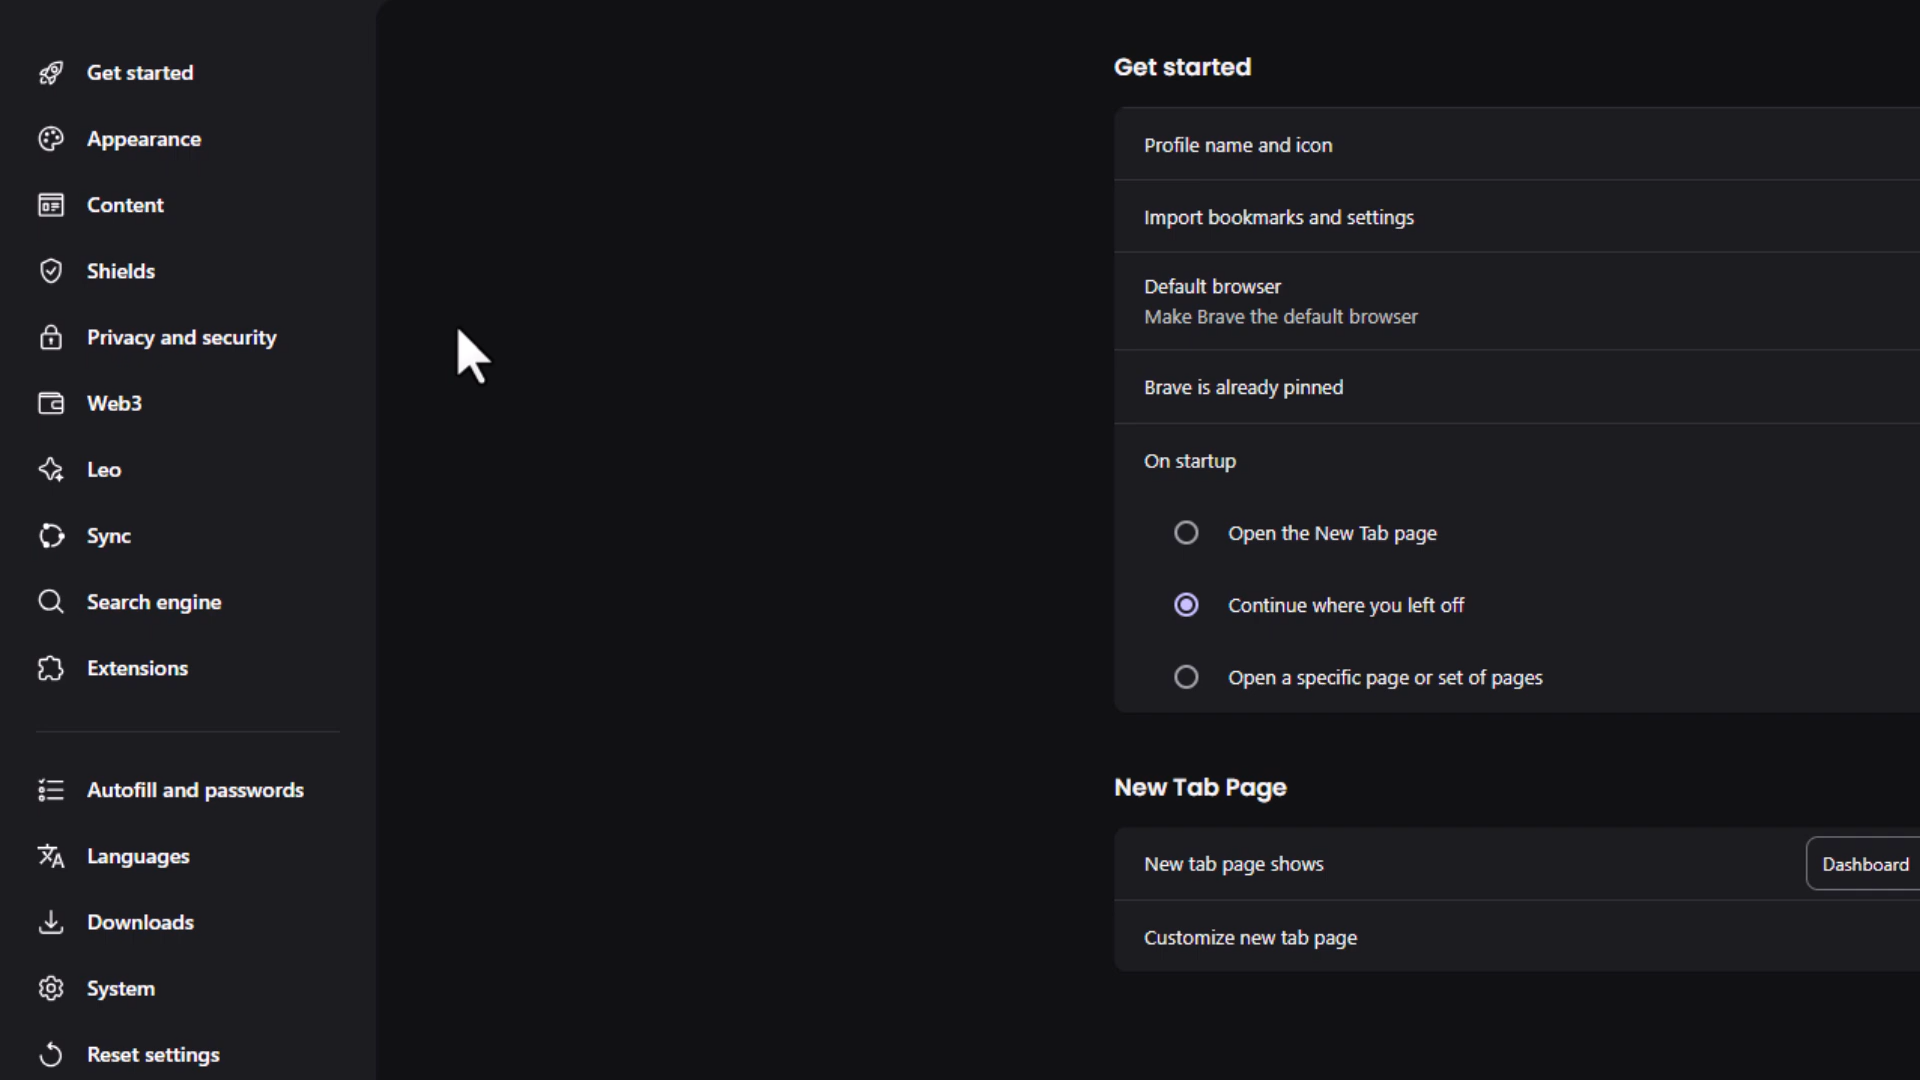 Get started
Appearance
Content
Shields
Privacy and security
Web3
Leo
Sync
Search engine
Extensions
Autofill and passwords
Languages
Downloads
System
Reset settings
Get started
Profile name and icon
Import bookmarks and settings
Default browser
Make Brave the default browser
Brave is already pinned
On startup
Open the New Tab page
Continue where you left off
Open a specific page or set of pages
New Tab Page
New tab page shows
Dashboard
Customize new tab page